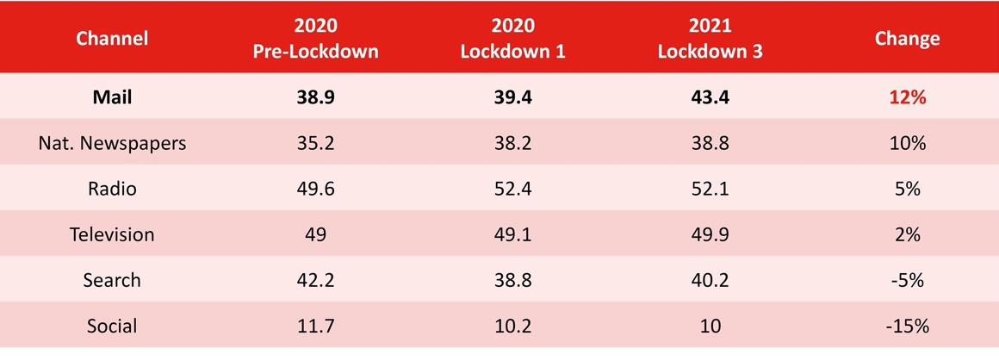 Channel 2020 Pre-Lockdown 2020 Lockdown 1 2021 Lockdown 3 Change
Mail 38.9 39.4 43.4 12%
Nat. Newspapers 35.2 38.2 38.8 10%
Radio 49.6 52.4 52.1 5%
Television 49 49.1 49.9 2%
Search 42.2 38.8 40.2 -5%
Social 11.7 10.2 10 -15%